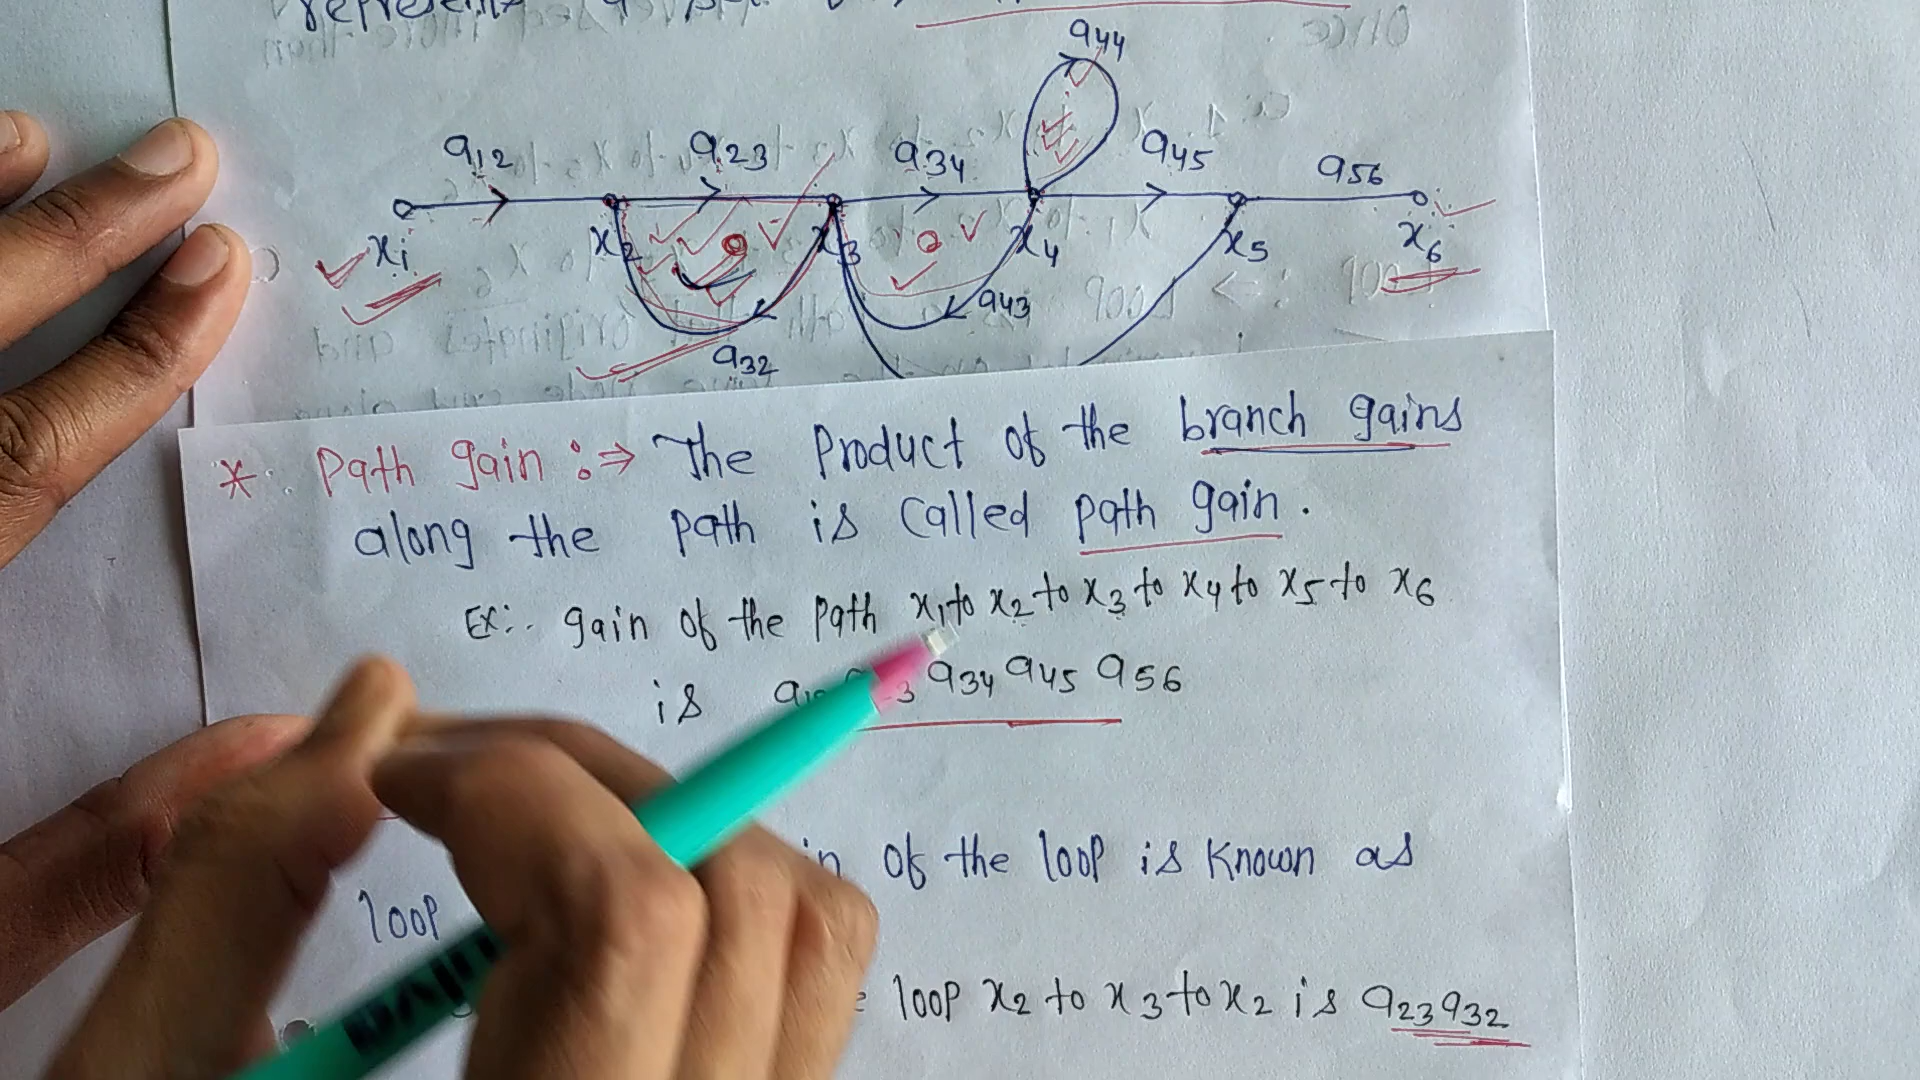 represents
a44
a12 a23 a34 a45 a56
x1 x2 x3 x4 x5 x6
a43
a32
* Path gain :⇒ The Product of the branch gains
along the path is called path gain.
Ex:- gain of the path x1 to x2 to x3 to x4 to x5 to x6
is a34 a45 a56
of the loop is known as
loop
loop x2 to x3 to x2 is a23a32